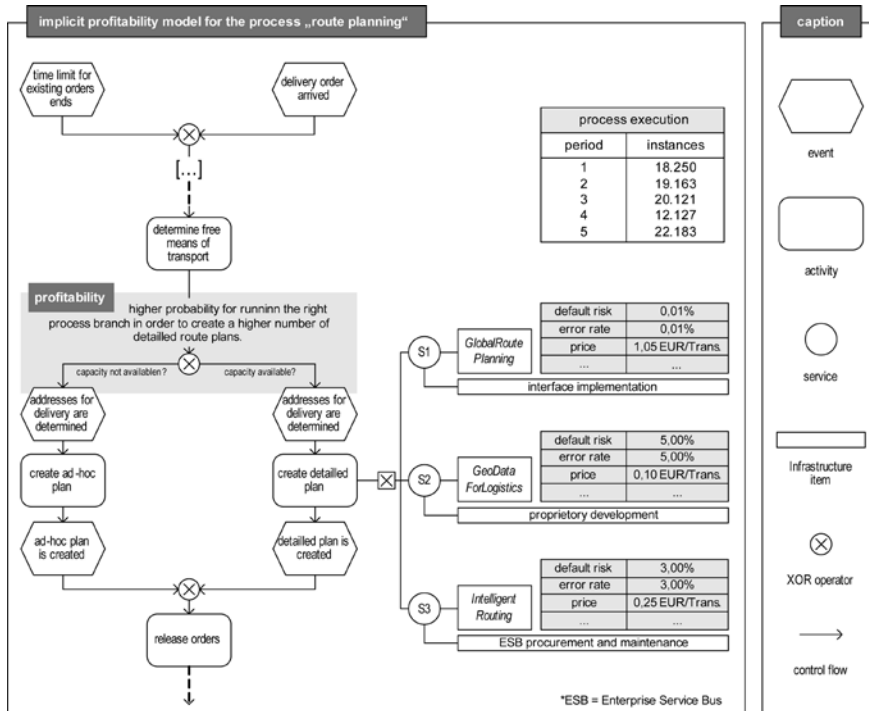 implicit profitability model for the process „route planning“
time limit for
existing orders
ends
delivery order
arrived
[...]
determine free
means of
transport
process execution
period instances
1 18.250
2 19.163
3 20.121
4 12.127
5 22.183
profitability
higher probability for runninn the right
process branch in order to create a higher number of
detailled route plans.
capacity not availablen ?
capacity available?
addresses for
delivery are
determined
addresses for
delivery are
determined
create ad -hoc
plan
create detailled
plan
ad-hoc plan
is created
detailled plan is
created
release orders
S1
GlobalRoute
Planning
default risk 0,01%
error rate 0,01%
price 1,05 EUR/Trans.
... ...
interface implementation
S2
GeoData
ForLogistics
default risk 5,00%
error rate 5,00%
price 0,10 EUR/Trans.
... ...
proprietory development
S3
Intelligent
Routing
default risk 3,00%
error rate 3,00%
price 0,25 EUR/Trans.
... ...
ESB procurement and maintenance
*ESB = Enterprise Service Bus
caption
event
activity
service
Infrastructure
item
XOR operator
control flow